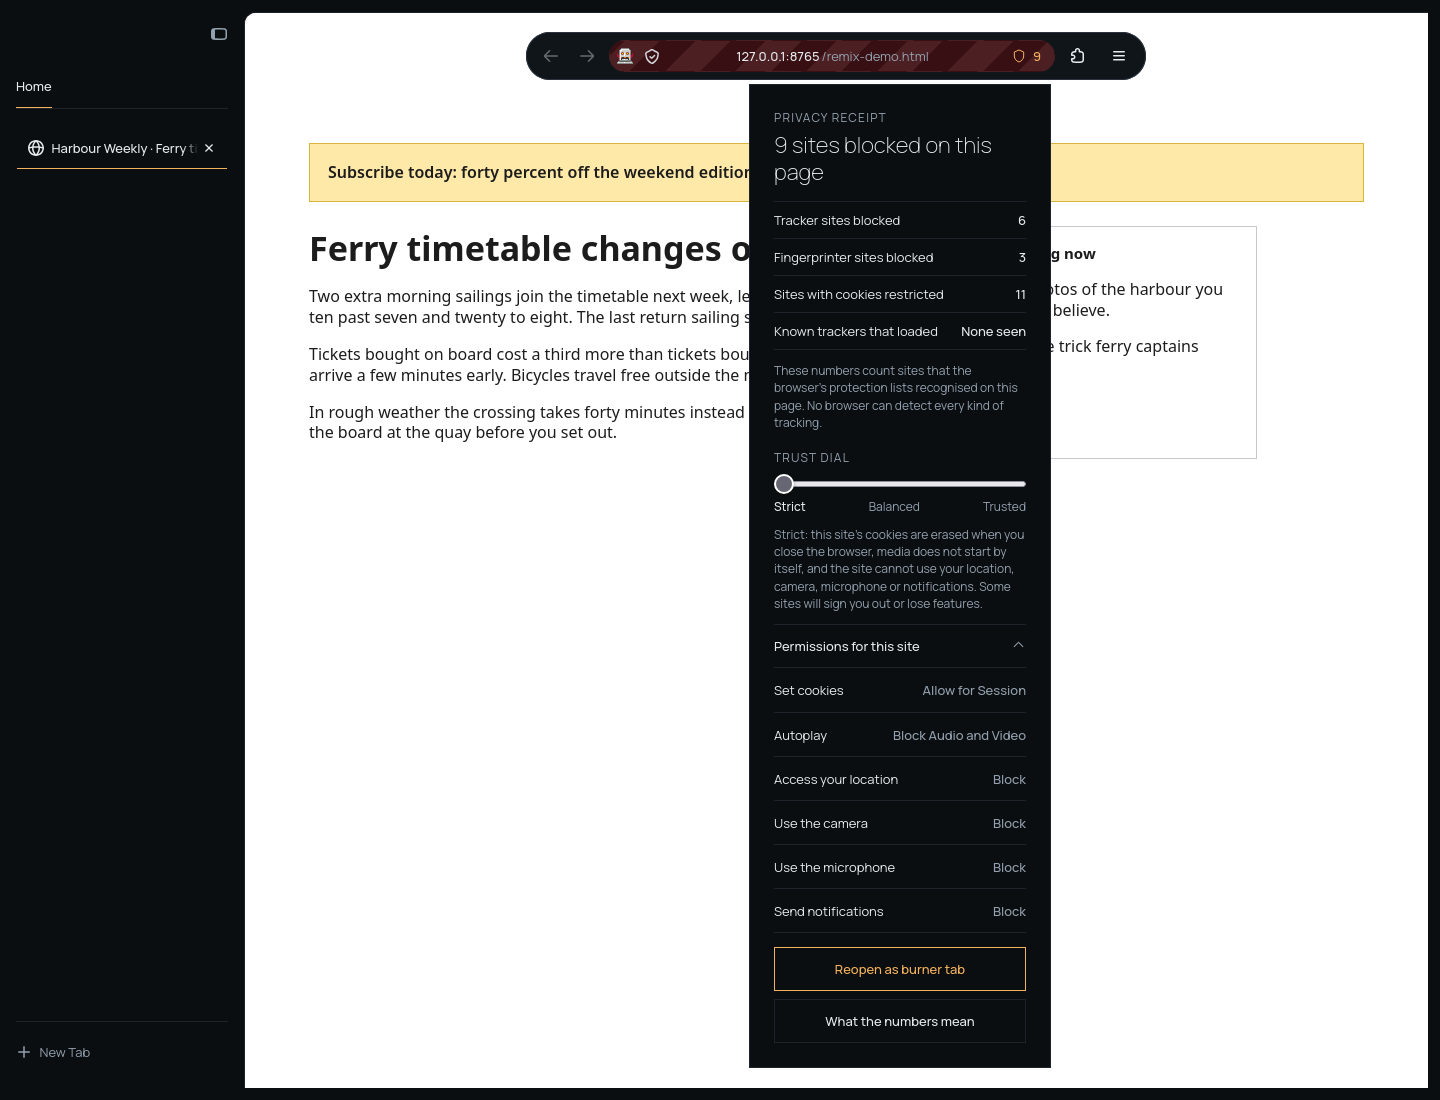 Home
Harbour Weekly · Ferry
127.0.0.1:8765/remix-demo.html
9
Subscribe today: forty percent off the weekend edition
Ferry timetable changes
Two extra morning sailings join the timetable next week,
ten past seven and twenty to eight. The last return sailing
Tickets bought on board cost a third more than tickets
arrive a few minutes early. Bicycles travel free outside the
In rough weather the crossing takes forty minutes instead
the board at the quay before you set out.
PRIVACY RECEIPT
9 sites blocked on this
page
Tracker sites blocked 6
Fingerprinter sites blocked 3
Sites with cookies restricted 11
Known trackers that loaded None seen
These numbers count sites that the
browser's protection lists recognised on this
page. No browser can detect every kind of
tracking.
TRUST DIAL
Strict Balanced Trusted
Strict: this site's cookies are erased when you
close the browser, media does not start by
itself, and the site cannot use your location,
camera, microphone or notifications. Some
sites will sign you out or lose features.
Permissions for this site
Set cookies Allow for Session
Autoplay Block Audio and Video
Access your location Block
Use the camera Block
Use the microphone Block
Send notifications Block
Reopen as burner tab
What the numbers mean
now
of the harbour you
believe.
trick ferry captains
New Tab